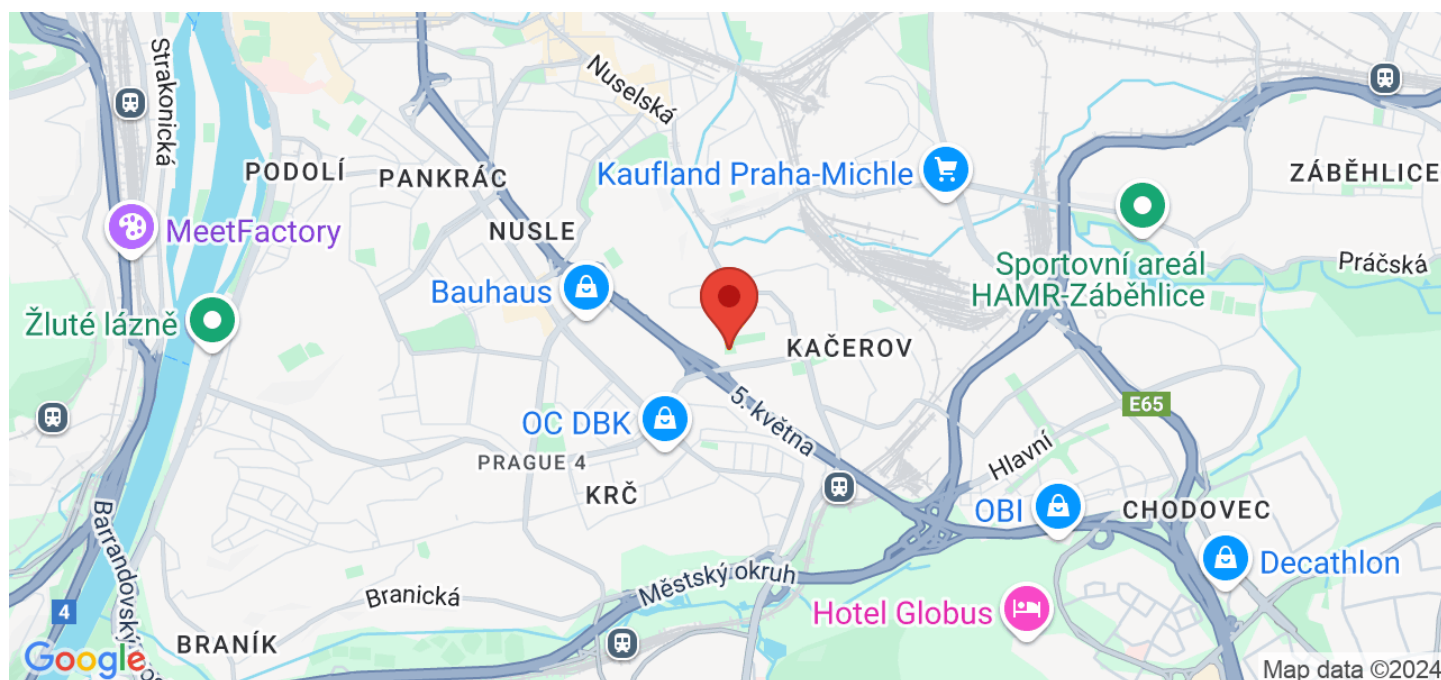 Strakonická
Nuselská
PODOLÍ
PANKRÁC
Kaufland Praha-Michle
ZÁBĚHLICE
MeetFactory
NUSLE
Sportovní areál
HAMR-Záběhlice
Práčská
Bauhaus
Žluté lázně
KAČEROV
E65
5. května
OC DBK
PRAGUE 4
Hlavní
KRČ
OBI
CHODOVEC
Decathlon
Městský okruh
Branická
Hotel Globus
4
Barrandovský
BRANÍK
Google
Map data ©2024